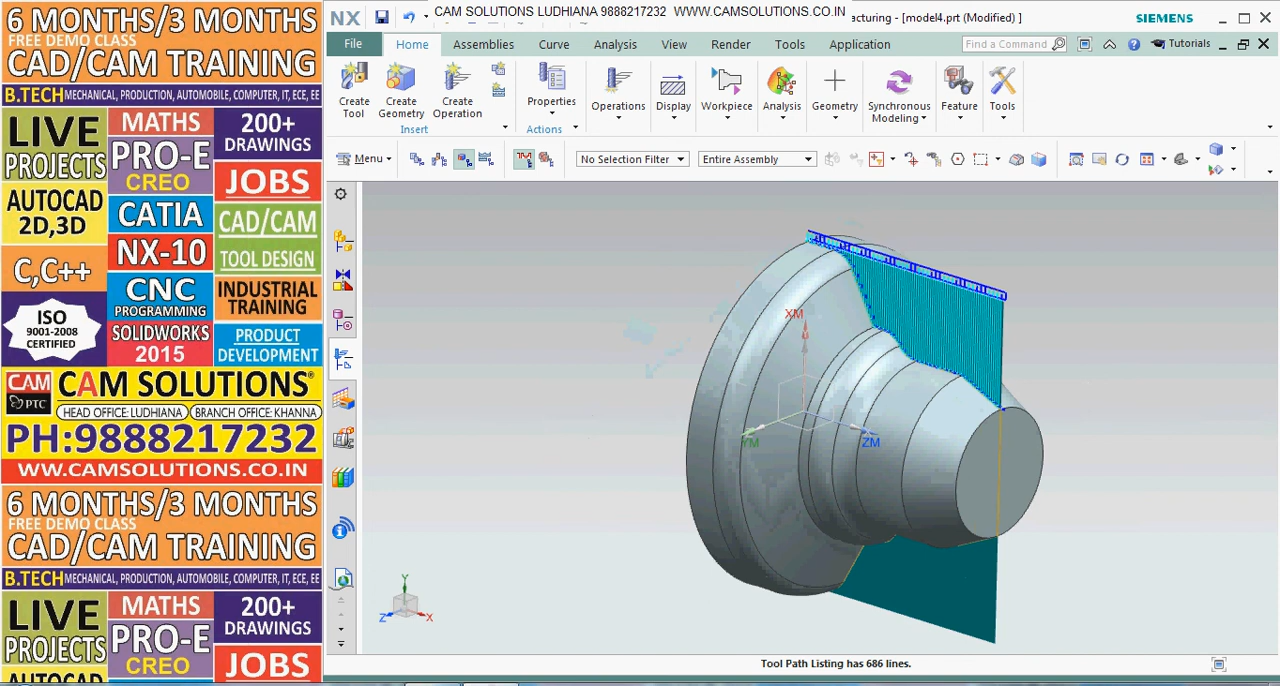 6 MONTHS/3 MONTHS
FREE DEMO CLASS
CAD/CAM TRAINING
B.TECH MECHANICAL, PRODUCTION, AUTOMOBILE, COMPUTER, IT, ECE, EE
LIVE PROJECTS
MATHS
200+ DRAWINGS
PRO-E
CREO
JOBS
AUTOCAD
2D,3D
CATIA
CAD/CAM
TOOL DESIGN
NX-10
C,C++
CNC
PROGRAMMING
INDUSTRIAL
TRAINING
ISO
9001-2008
CERTIFIED
SOLIDWORKS
2015
PRODUCT
DEVELOPMENT
CAM
PTC
CAM SOLUTIONS®
HEAD OFFICE: LUDHIANA
BRANCH OFFICE: KHANNA
PH:9888217232
WW.CAMSOLUTIONS.CO.IN
6 MONTHS/3 MONTHS
FREE DEMO CLASS
CAD/CAM TRAINING
B.TECH MECHANICAL, PRODUCTION, AUTOMOBILE, COMPUTER, IT, ECE, EE
LIVE PROJECTS
MATHS
200+ DRAWINGS
PRO-E
CREO
JOBS
NX
CAM SOLUTIONS LUDHIANA 9888217232 WWW.CAMSOLUTIONS.CO.IN
acturing - [model4.prt (Modified) ]
SIEMENS
File Home Assemblies Curve Analysis View Render Tools Application
Find a Command
Tutorials
Create Tool
Create Geometry
Create Operation
Insert
Properties
Actions
Operations
Display
Workpiece
Analysis
Geometry
Synchronous Modeling
Feature
Tools
Menu
No Selection Filter
Entire Assembly
XM
YM
ZM
Y
Z
X
Tool Path Listing has 686 lines.